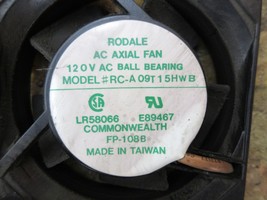 RODALE
AC AXIAL FAN
120V AC BALL BEARING
MODEL#RC-A09T15HWB
LR58066 E89467
COMMONWEALTH
FP-108B
MADE IN TAIWAN